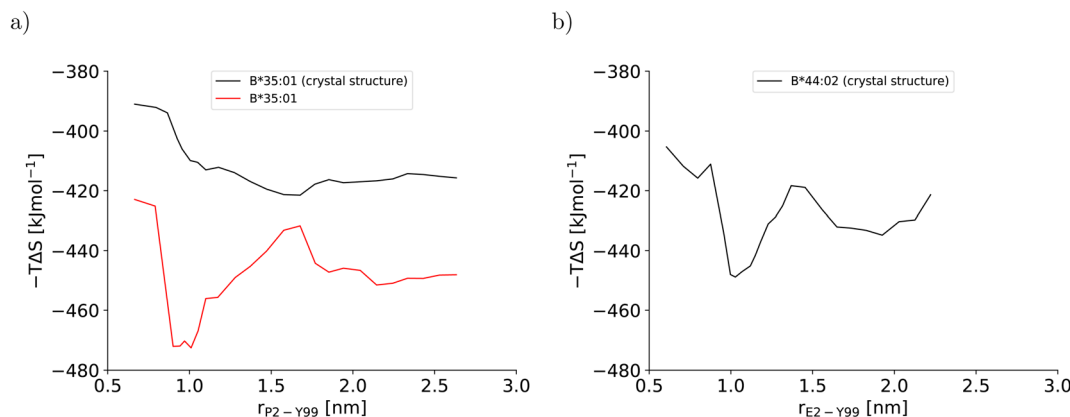 a)
−380
−400
−420
−440
−460
−480
−TΔS [kJmol⁻¹]
B*35:01 (crystal structure)
B*35:01
0.5 1.0 1.5 2.0 2.5 3.0
r_P2−Y99 [nm]
b)
−380
−400
−420
−440
−460
−480
−TΔS [kJmol⁻¹]
B*44:02 (crystal structure)
0.5 1.0 1.5 2.0 2.5 3.0
r_E2−Y99 [nm]